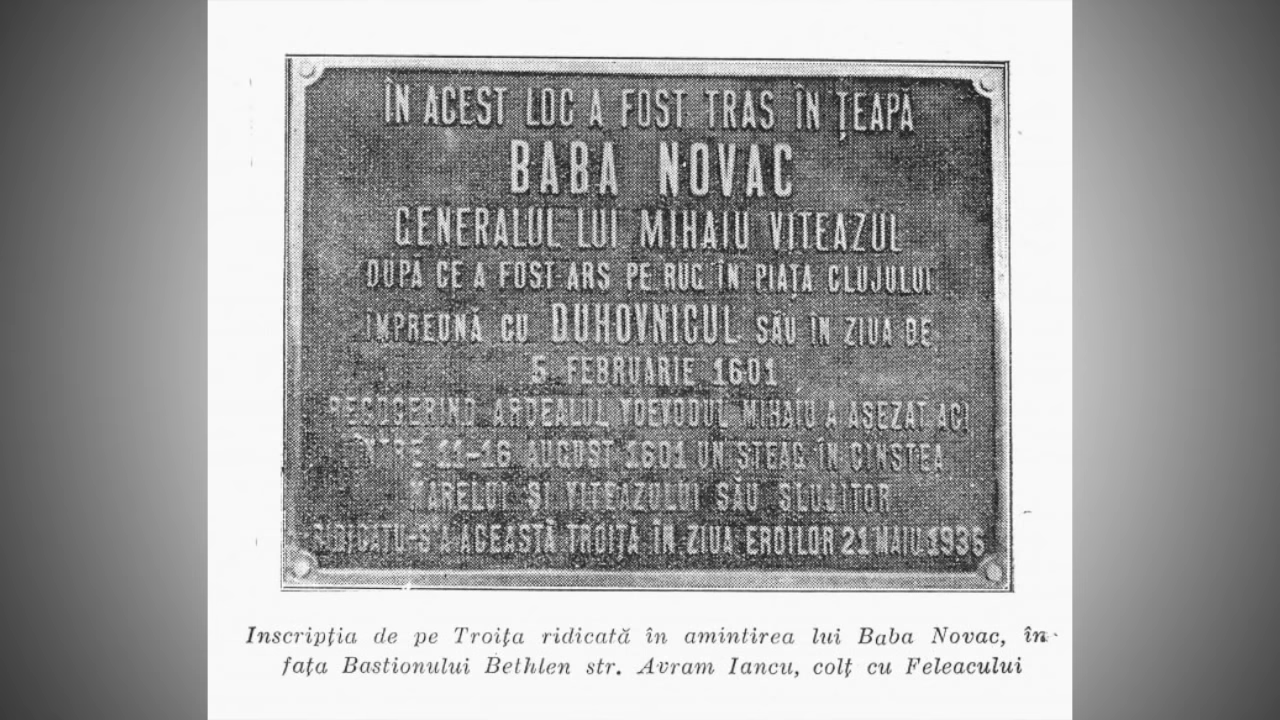 ÎN ACEST LOC A FOST TRAS ÎN ȚEAPĂ
BABA NOVAC
GENERALUL LUI MIHAIU VITEAZUL
DUPĂ CE A FOST ARS PE RUG ÎN PIAȚA CLUJULUI
ÎMPREUNĂ CU DUHOVNICUL SĂU ÎN ZIUA DE
5 FEBRUARIE 1601
ARDEALUL VOEVODUL MIHAIU A AȘEZAT ACI
ÎNTRE 11-16 AUGUST 1601 UN STEAG ÎN CINSTEA
MARELUI ȘI VITEAZULUI SĂU SLUJITOR
RIDICATU-S'A ACEASTĂ TROIȚĂ ÎN ZIUA EROILOR 21 MAIU 1936
Inscripția de pe Troița ridicată în amintirea lui Baba Novac, în
fața Bastionului Bethlen str. Avram Iancu, colț cu Feleacului